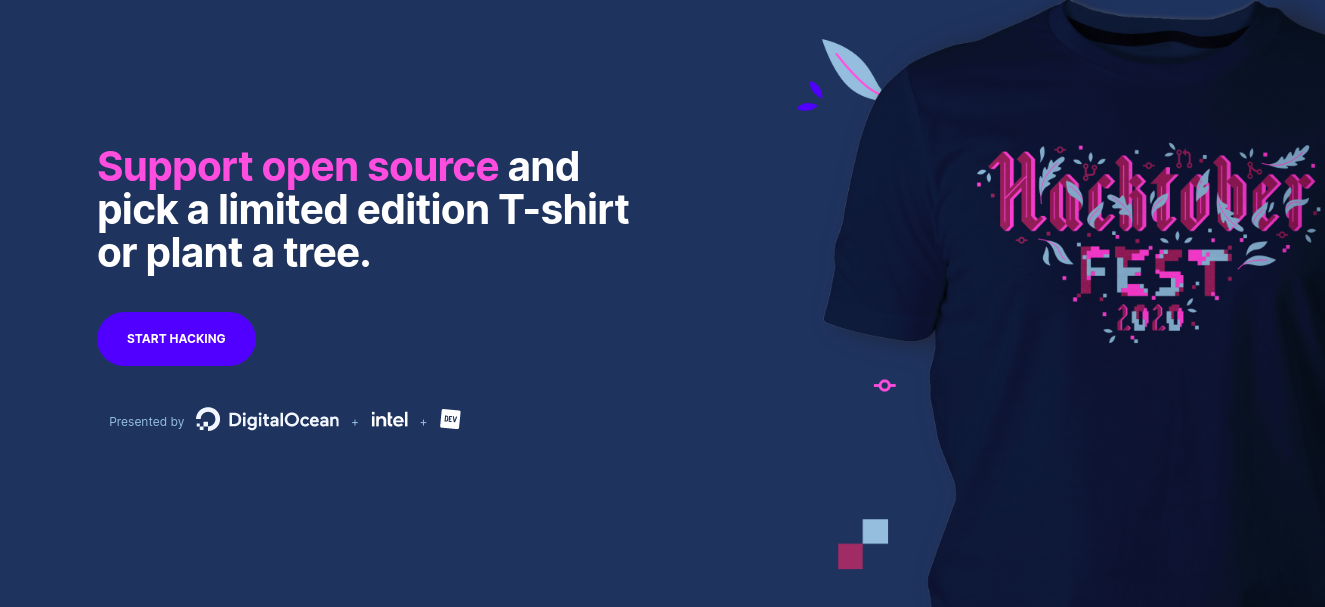 Support open source and
pick a limited edition T-shirt
or plant a tree.
START HACKING
Presented by DigitalOcean + intel + DEV
Hacktober
FEST
2020